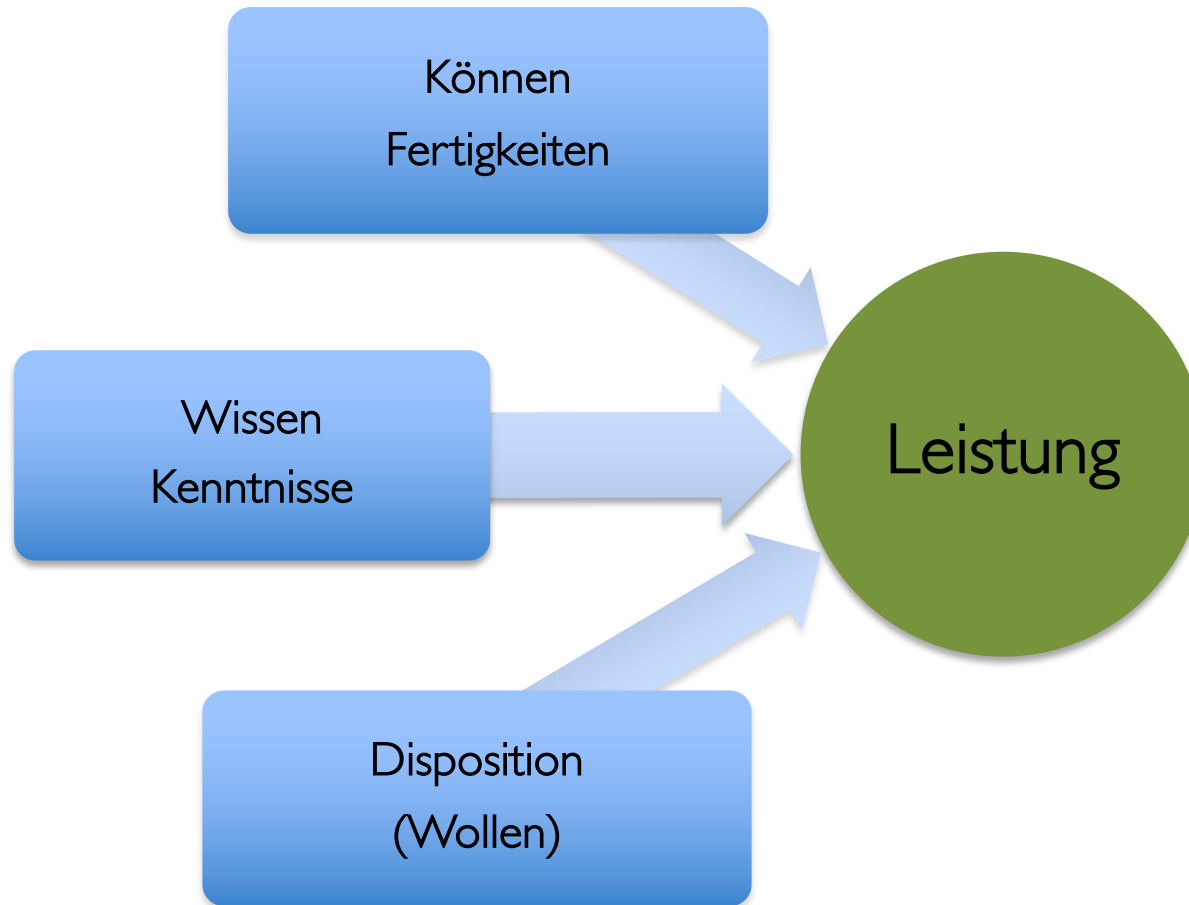 Können
Fertigkeiten
Wissen
Kenntnisse
Leistung
Disposition
(Wollen)